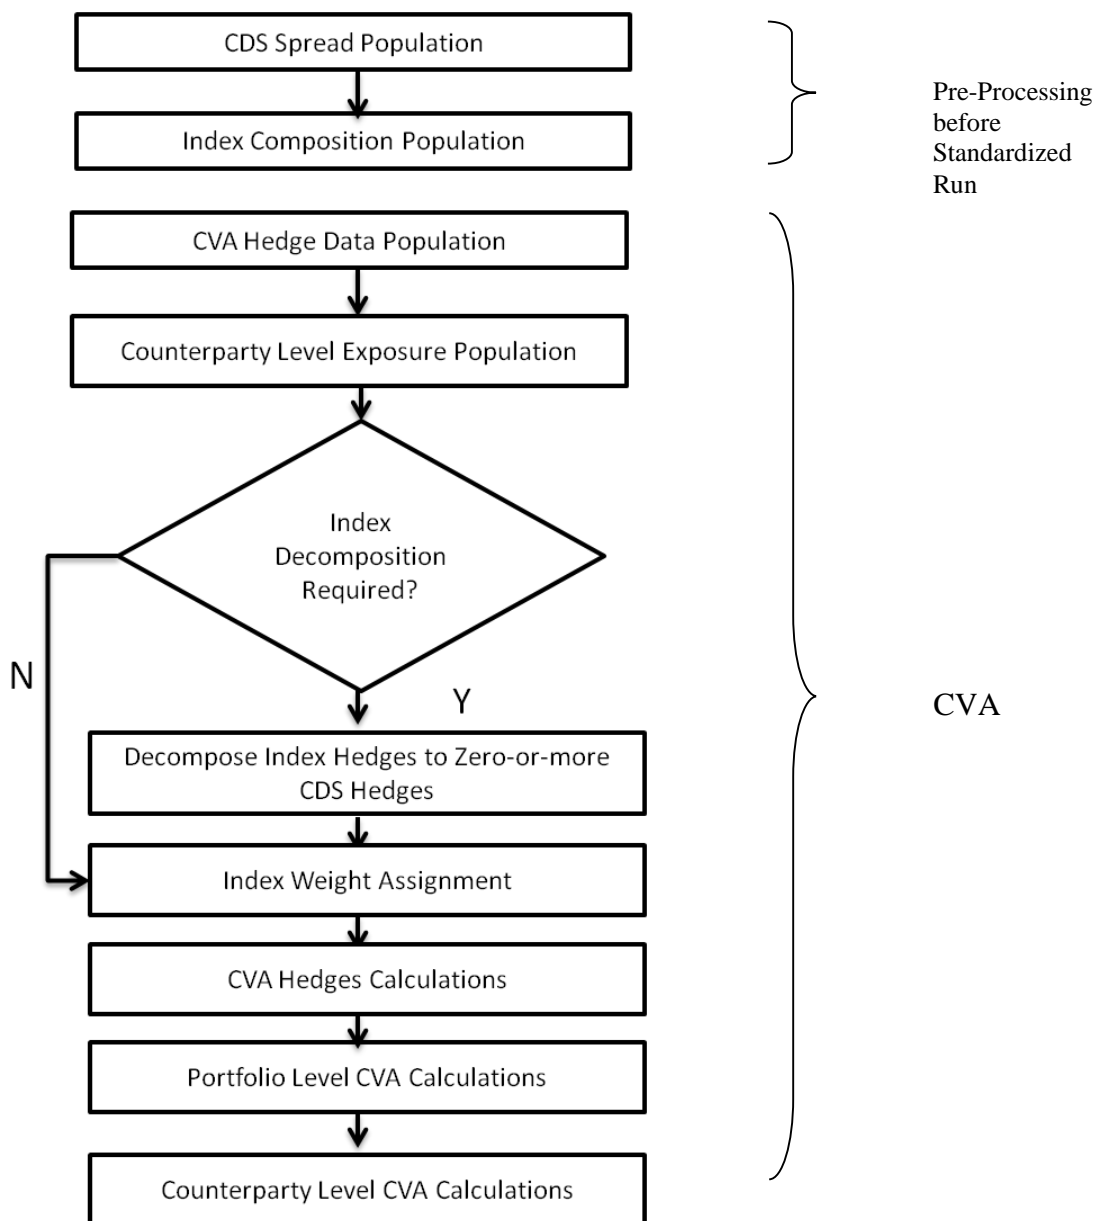 CDS Spread Population
Index Composition Population
Pre-Processing
before
Standardized
Run
CVA Hedge Data Population
Counterparty Level Exposure Population
Index
Decomposition
Required?
N
Y
CVA
Decompose Index Hedges to Zero-or-more
CDS Hedges
Index Weight Assignment
CVA Hedges Calculations
Portfolio Level CVA Calculations
Counterparty Level CVA Calculations